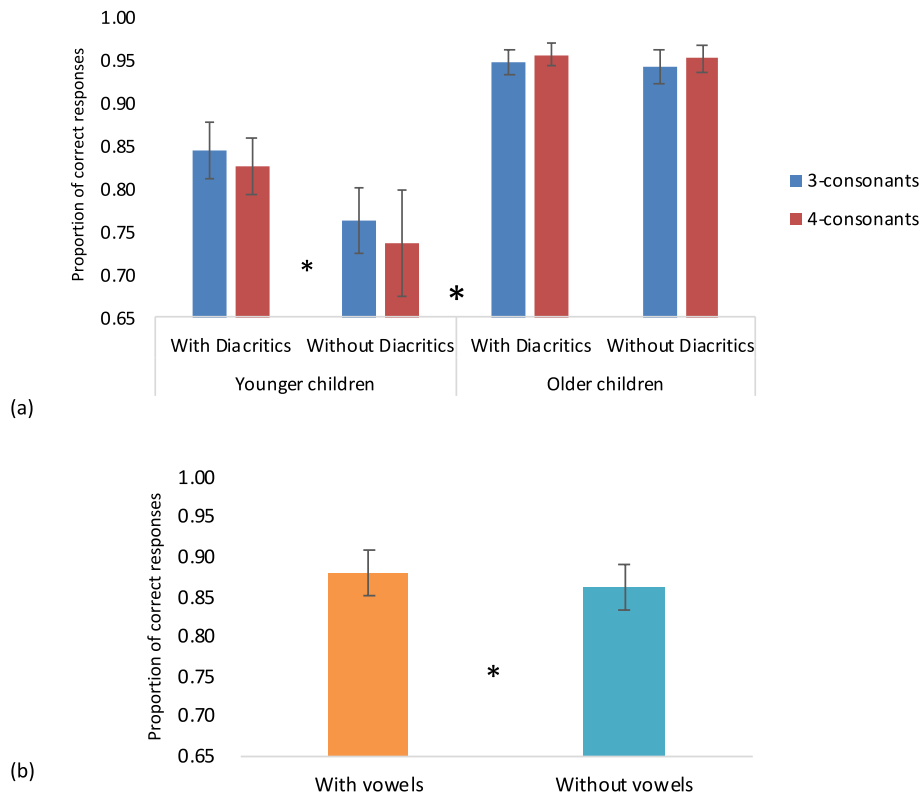 1.00
0.95
0.90
0.85
0.80
0.75
0.70
0.65
Proportion of correct responses
*
*
3-consonants
4-consonants
With Diacritics Without Diacritics With Diacritics Without Diacritics
Younger children Older children
(a)
1.00
0.95
0.90
0.85
0.80
0.75
0.70
0.65
Proportion of correct responses
*
With vowels Without vowels
(b)